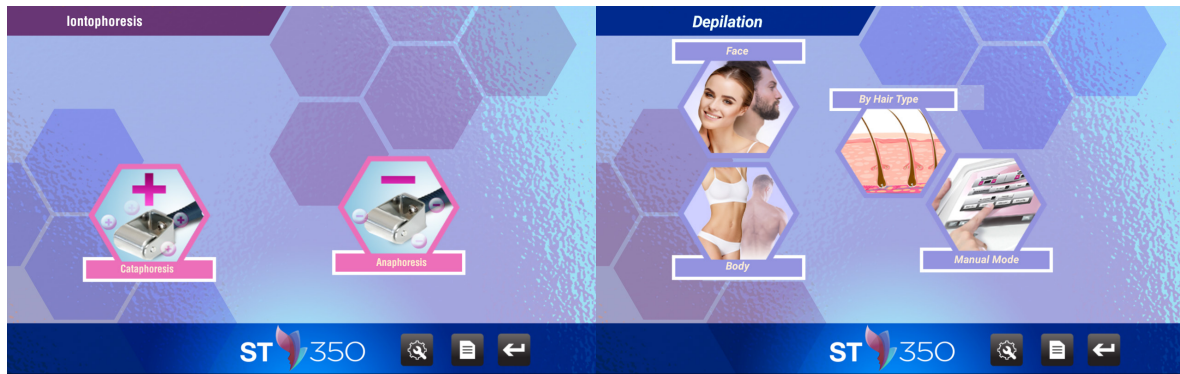 Iontophoresis
Cataphoresis
Anaphoresis
ST 350
Depilation
Face
By Hair Type
Body
Manual Mode
ST 350